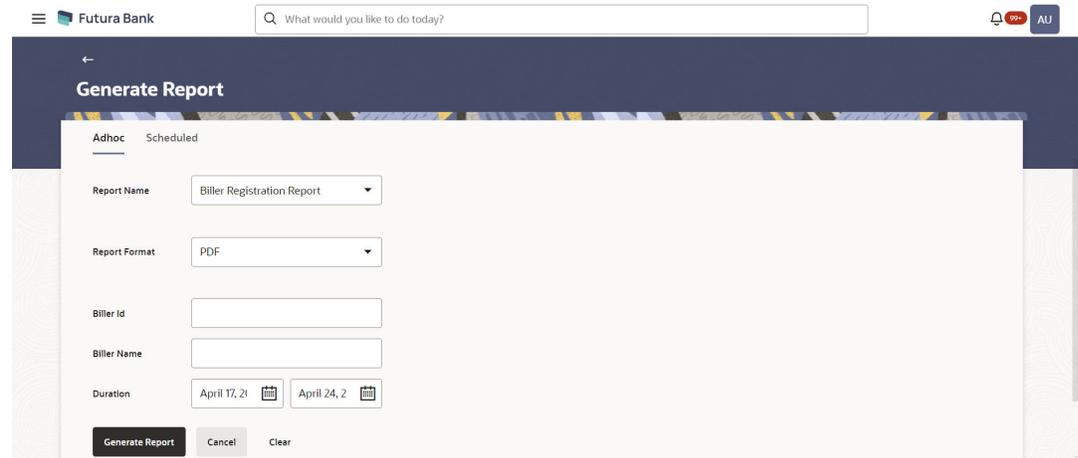 Futura Bank
What would you like to do today?
99+
AU
Generate Report
Adhoc Scheduled
Report Name Biller Registration Report
Report Format PDF
Biller Id
Biller Name
Duration April 17, April 24, 2
Generate Report Cancel Clear